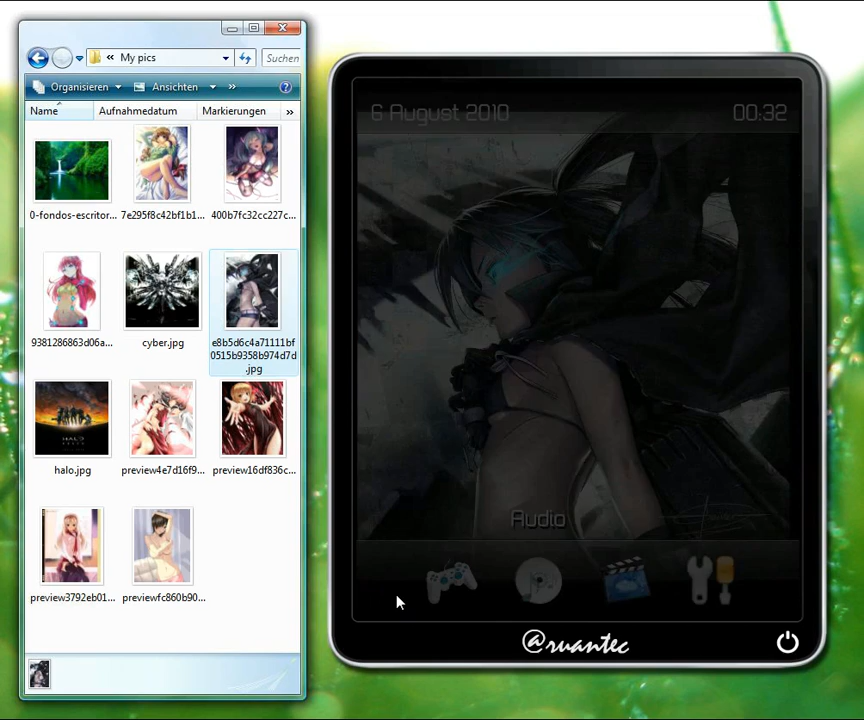 My pics
Suchen
Organisieren
Ansichten
Name
Aufnahmedatum
Markierungen
0-fondos-escritor...
7e295f8c42bf1b1...
400b7fc32cc227c...
9381286863d06a...
cyber.jpg
e8b5d6c4a71111bf
0515b9358b974d7d
.jpg
halo.jpg
preview4e7d16f9...
preview16df836c...
preview3792eb01...
previewfc860b90...
6 August 2010
00:32
Audio
@ruantec